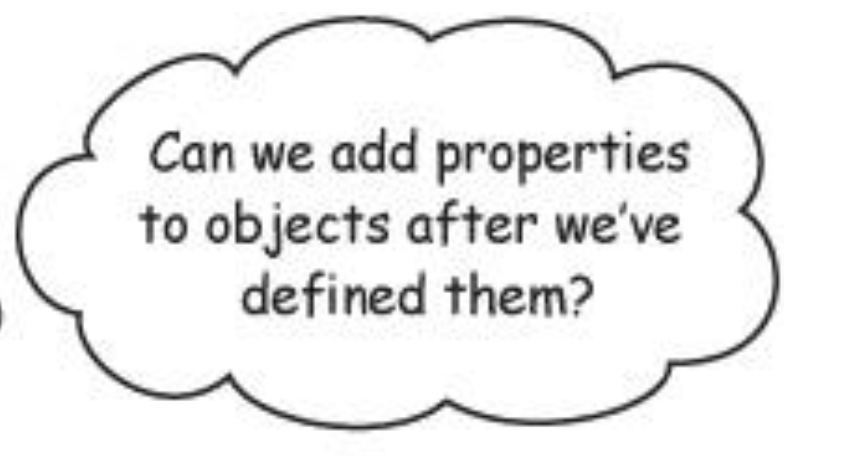 Can we add properties
to objects after we've
defined them?